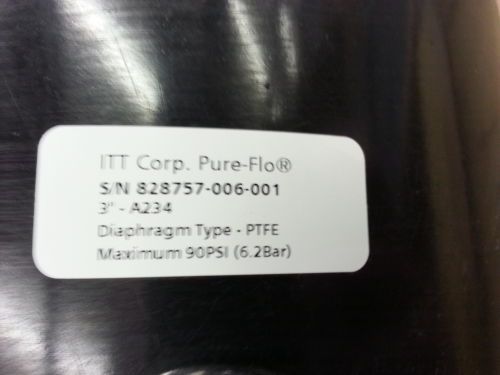 ITT Corp. Pure-Flo®
S/N 828757-006-001
3" - A234
Diaphragm Type - PTFE
Maximum 90PSI (6.2Bar)